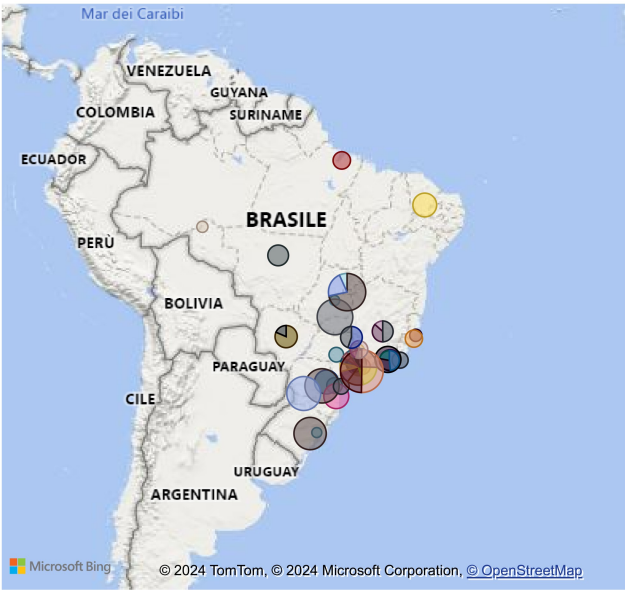 Mar dei Caraibi
VENEZUELA
GUYANA
COLOMBIA
SURINAME
ECUADOR
BRASILE
PERÙ
BOLIVIA
PARAGUAY
CILE
URUGUAY
ARGENTINA
Microsoft Bing
© 2024 TomTom, © 2024 Microsoft Corporation, © OpenStreetMap